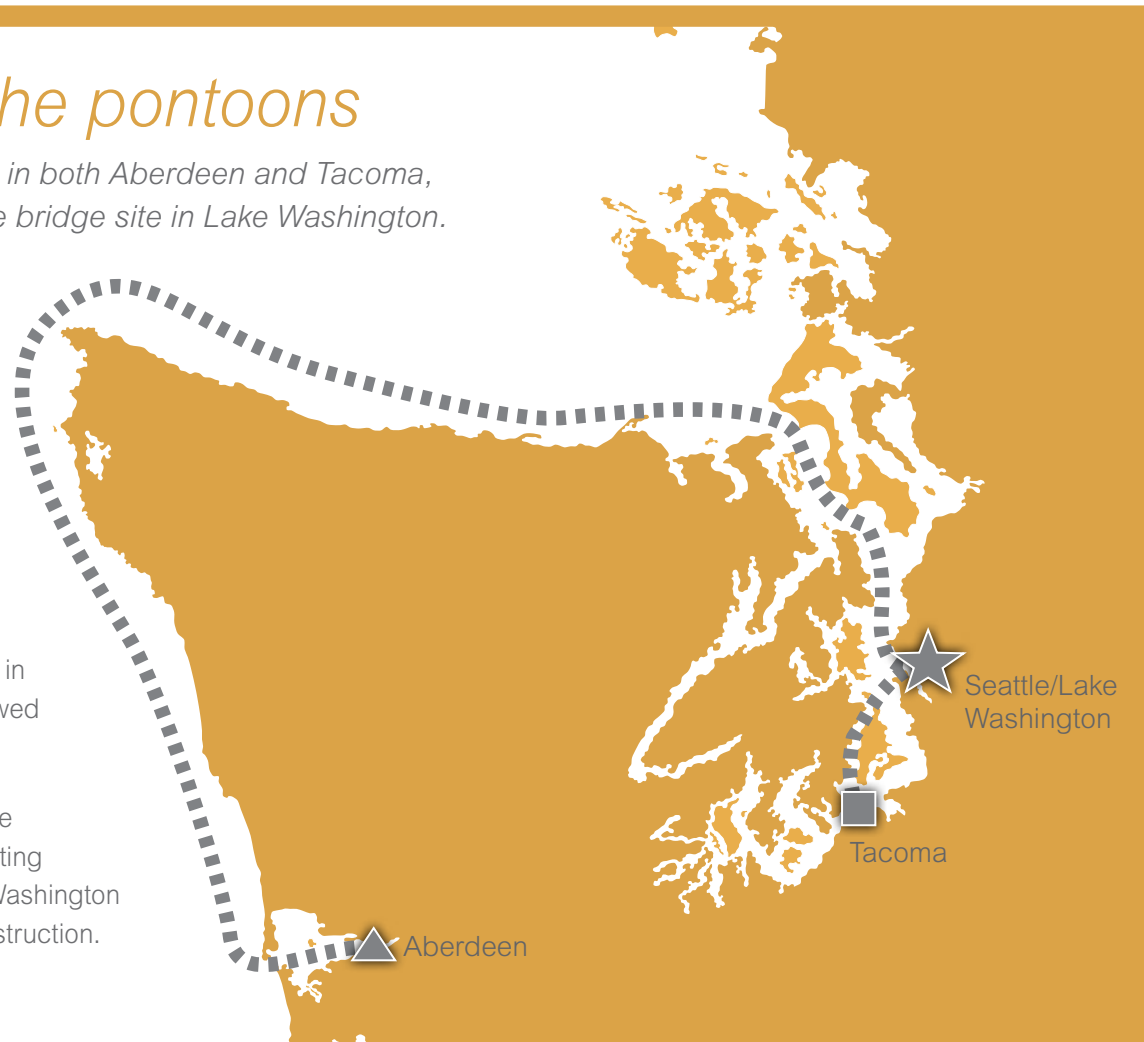 he pontoons
in both Aberdeen and Tacoma,
e bridge site in Lake Washington.
in
wed
e
ting
Washington
struction.
Seattle/Lake
Washington
Tacoma
Aberdeen